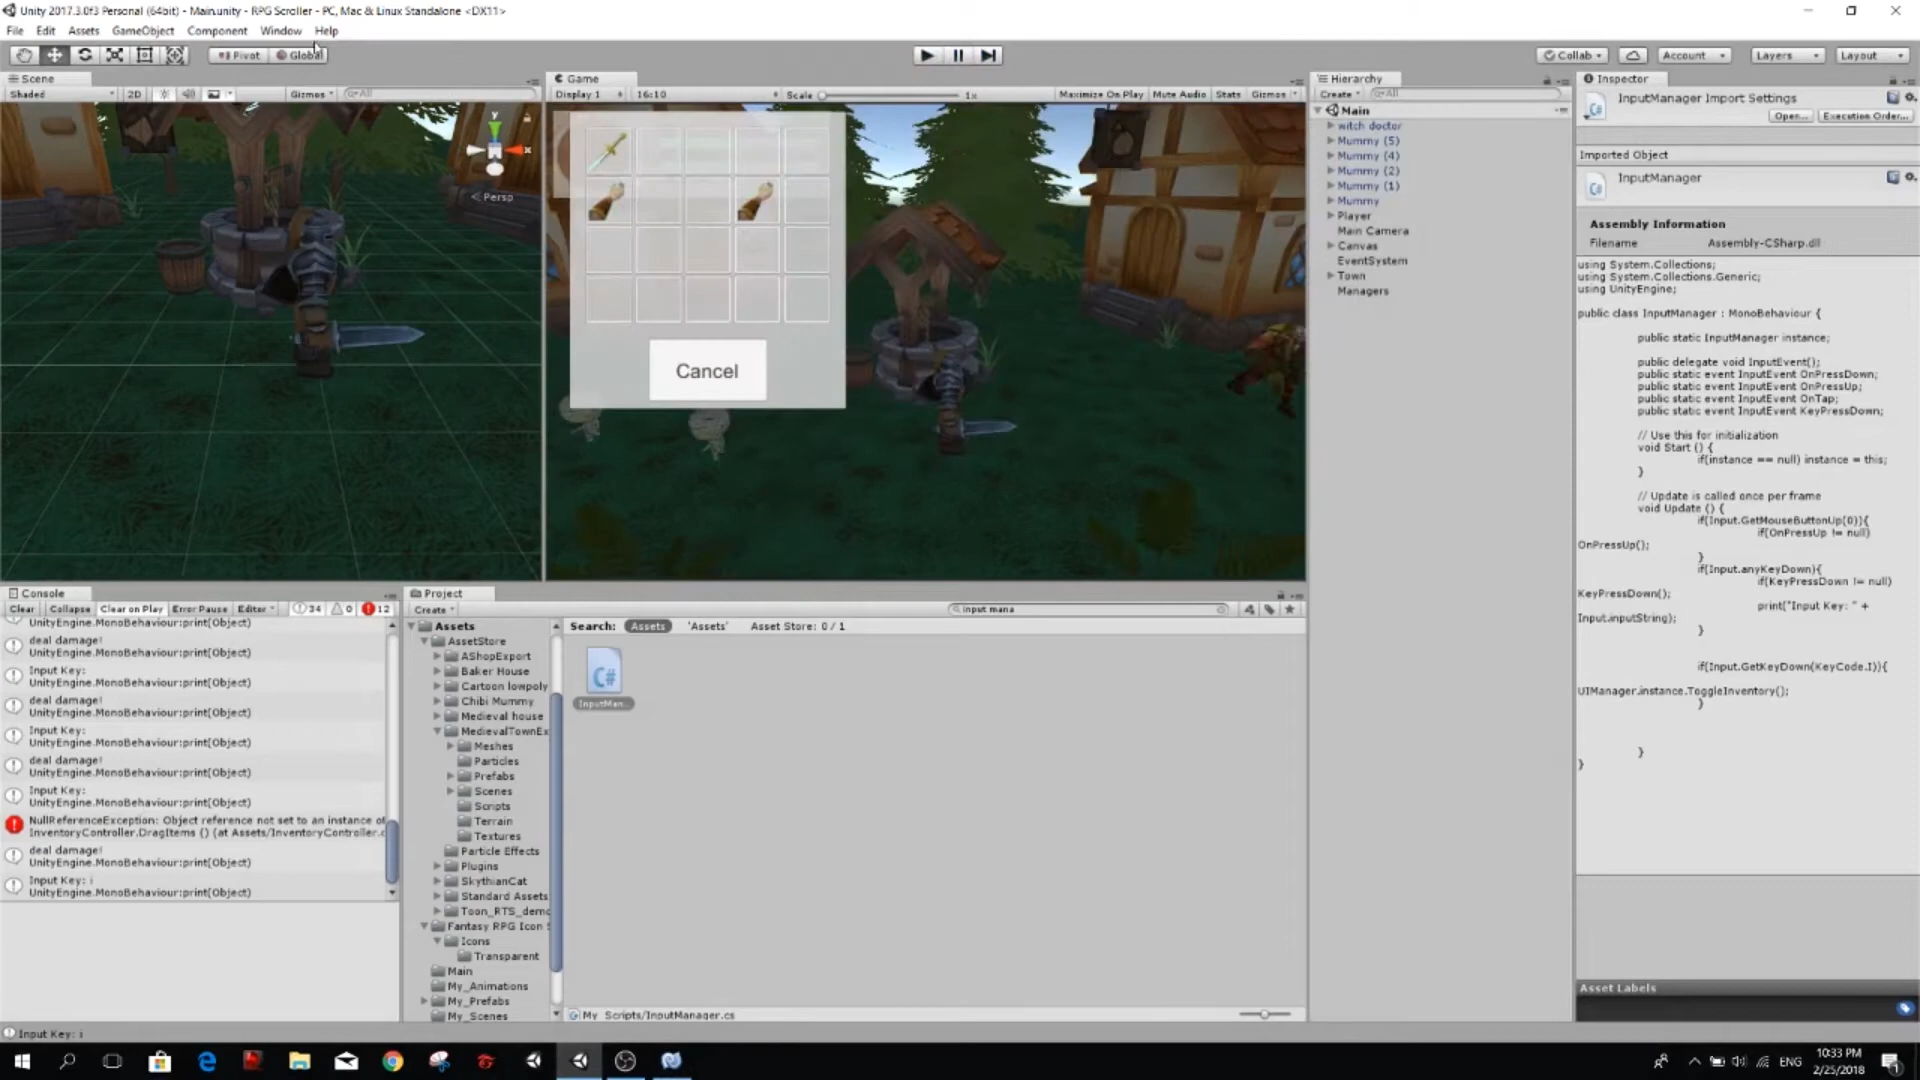 Unity 2017.3.0f3 Personal (64bit) - Main.unity - RPG Scroller - PC, Mac & Linux Standalone <DX11>
File Edit Assets GameObject Component Window Help
Pivot Global Collab Account Layers Layout
Scene
Shaded 2D Gizmos All
y
x
Persp
Game
Display 1 16:10 Scale 1x Maximize On Play Mute Audio Stats Gizmos
Cancel
Hierarchy
Create All
Main
witch doctor
Mummy (5)
Mummy (4)
Mummy (2)
Mummy (1)
Mummy
Player
Main Camera
Canvas
EventSystem
Town
Managers
Inspector
InputManager Import Settings
Open... Execution Order...
Imported Object
InputManager
Assembly Information
Filename Assembly-CSharp.dll
using System.Collections;
using System.Collections.Generic;
using UnityEngine;
public class InputManager : MonoBehaviour {
public static InputManager instance;
public delegate void InputEvent();
public static event InputEvent OnPressDown;
public static event InputEvent OnPressUp;
public static event InputEvent OnTap;
public static event InputEvent KeyPressDown;
// Use this for initialization
void Start () {
if(instance == null) instance = this;
}
// Update is called once per frame
void Update () {
if(Input.GetMouseButtonUp(0)){
if(OnPressUp != null)
OnPressUp();
}
if(Input.anyKeyDown){
if(KeyPressDown != null)
KeyPressDown();
print("Input Key: " +
Input.inputString);
}
if(Input.GetKeyDown(KeyCode.I)){
UIManager.instance.ToggleInventory();
}
}
}
Asset Labels
Console
Clear Collapse Clear on Play Error Pause Editor 34 0 12
UnityEngine.MonoBehaviour:print(Object)
deal damage!
UnityEngine.MonoBehaviour:print(Object)
Input Key:
UnityEngine.MonoBehaviour:print(Object)
deal damage!
UnityEngine.MonoBehaviour:print(Object)
Input Key:
UnityEngine.MonoBehaviour:print(Object)
deal damage!
UnityEngine.MonoBehaviour:print(Object)
Input Key:
UnityEngine.MonoBehaviour:print(Object)
NullReferenceException: Object reference not set to an instance of
InventoryController.DragItems () (at Assets/InventoryController.c
deal damage!
UnityEngine.MonoBehaviour:print(Object)
Input Key: i
UnityEngine.MonoBehaviour:print(Object)
Project
Create input mana
Assets
AssetStore
AShopExport
Baker House
Cartoon lowpoly
Chibi Mummy
Medieval house
MedievalTownEx
Meshes
Particles
Prefabs
Scenes
Scripts
Terrain
Textures
Particle Effects
Plugins
SkythianCat
Standard Assets
Toon_RTS_demo
Fantasy RPG Icon S
Icons
Transparent
Main
My_Animations
My_Prefabs
My_Scenes
Search: Assets 'Assets' Asset Store: 0 / 1
C#
InputMan...
My_Scripts/InputManager.cs
Input Key: i
ENG
10:33 PM
2/25/2018
1